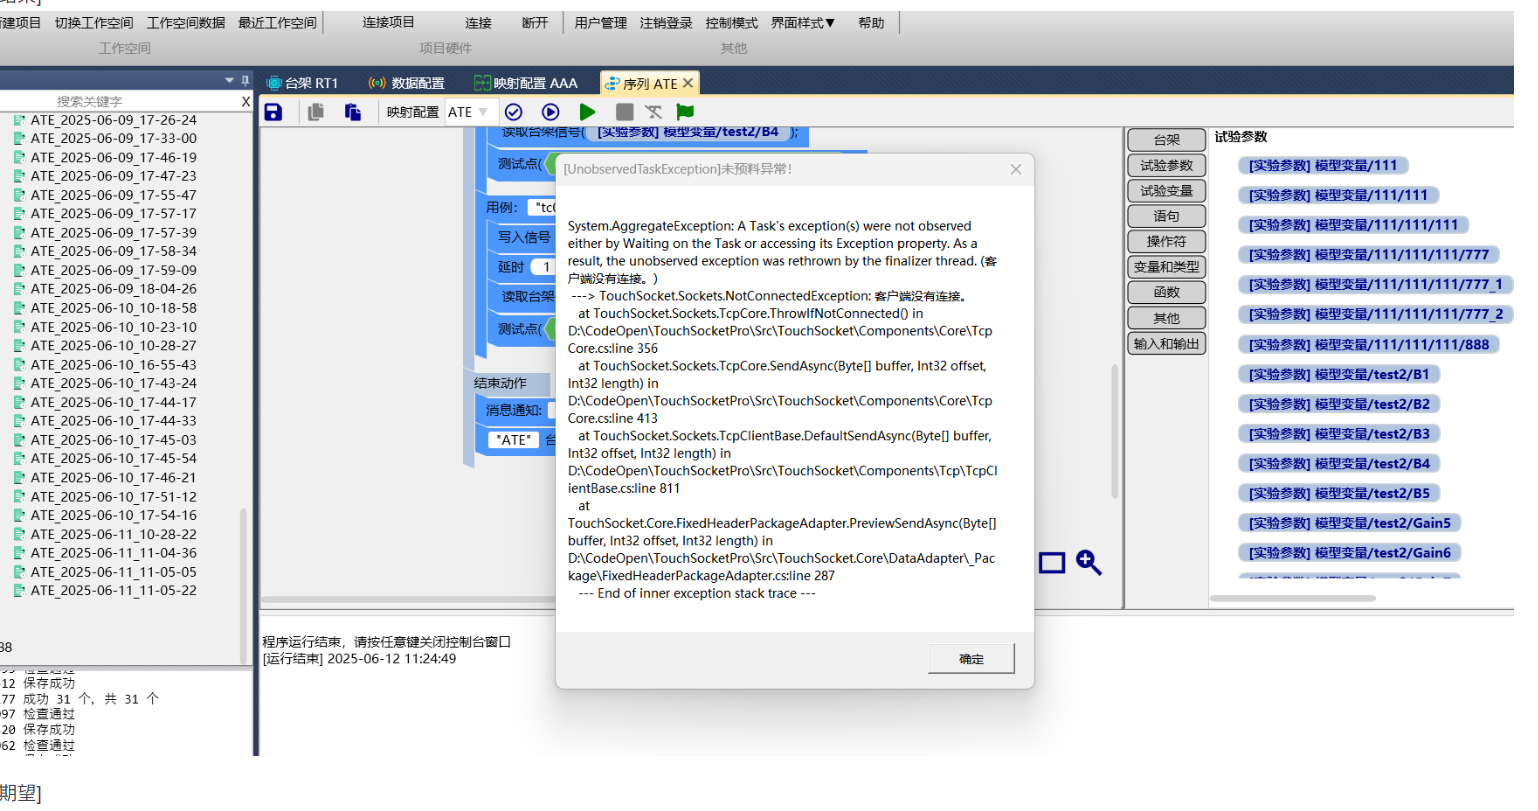 结果]
新建项目 切换工作空间 工作空间数据 最近工作空间 连接项目 连接 断开 用户管理 注销登录 控制模式 界面样式▼ 帮助
工作空间 项目硬件 其他
台架 RT1 数据配置 映射配置 AAA 序列 ATE ×
搜索关键字 X
映射配置 ATE
ATE_2025-06-09_17-26-24
ATE_2025-06-09_17-33-00
ATE_2025-06-09_17-46-19
ATE_2025-06-09_17-47-23
ATE_2025-06-09_17-55-47
ATE_2025-06-09_17-57-17
ATE_2025-06-09_17-57-39
ATE_2025-06-09_17-58-34
ATE_2025-06-09_17-59-09
ATE_2025-06-09_18-04-26
ATE_2025-06-10_10-18-58
ATE_2025-06-10_10-23-10
ATE_2025-06-10_10-28-27
ATE_2025-06-10_16-55-43
ATE_2025-06-10_17-43-24
ATE_2025-06-10_17-44-17
ATE_2025-06-10_17-44-33
ATE_2025-06-10_17-45-03
ATE_2025-06-10_17-45-54
ATE_2025-06-10_17-46-21
ATE_2025-06-10_17-51-12
ATE_2025-06-10_17-54-16
ATE_2025-06-11_10-28-22
ATE_2025-06-11_11-04-36
ATE_2025-06-11_11-05-05
ATE_2025-06-11_11-05-22
38
检查通过
12 保存成功
77 成功 31 个, 共 31 个
97 检查通过
20 保存成功
62 检查通过
读取台架信号( [实验参数] 模型变量/test2/B4 );
测试点(
用例: "tc
写入信号
延时 1
读取台架
测试点(
结束动作
消息通知:
"ATE" 台
[UnobservedTaskException]未预料异常!
System.AggregateException: A Task's exception(s) were not observed
either by Waiting on the Task or accessing its Exception property. As a
result, the unobserved exception was rethrown by the finalizer thread. (客
户端没有连接。)
---> TouchSocket.Sockets.NotConnectedException: 客户端没有连接。
at TouchSocket.Sockets.TcpCore.ThrowIfNotConnected() in
D:\CodeOpen\TouchSocketPro\Src\TouchSocket\Components\Core\Tcp
Core.cs:line 356
at TouchSocket.Sockets.TcpCore.SendAsync(Byte[] buffer, Int32 offset,
Int32 length) in
D:\CodeOpen\TouchSocketPro\Src\TouchSocket\Components\Core\Tcp
Core.cs:line 413
at TouchSocket.Sockets.TcpClientBase.DefaultSendAsync(Byte[] buffer,
Int32 offset, Int32 length) in
D:\CodeOpen\TouchSocketPro\Src\TouchSocket\Components\Tcp\TcpCl
ientBase.cs:line 811
at
TouchSocket.Core.FixedHeaderPackageAdapter.PreviewSendAsync(Byte[]
buffer, Int32 offset, Int32 length) in
D:\CodeOpen\TouchSocketPro\Src\TouchSocket.Core\DataAdapter\_Pac
kage\FixedHeaderPackageAdapter.cs:line 287
--- End of inner exception stack trace ---
确定
程序运行结束，请按任意键关闭控制台窗口
[运行结束] 2025-06-12 11:24:49
台架
试验参数
试验变量
语句
操作符
变量和类型
函数
其他
输入和输出
试验参数
[实验参数] 模型变量/111
[实验参数] 模型变量/111/111
[实验参数] 模型变量/111/111/111
[实验参数] 模型变量/111/111/111/777
[实验参数] 模型变量/111/111/111/777_1
[实验参数] 模型变量/111/111/111/777_2
[实验参数] 模型变量/111/111/111/888
[实验参数] 模型变量/test2/B1
[实验参数] 模型变量/test2/B2
[实验参数] 模型变量/test2/B3
[实验参数] 模型变量/test2/B4
[实验参数] 模型变量/test2/B5
[实验参数] 模型变量/test2/Gain5
[实验参数] 模型变量/test2/Gain6
期望]